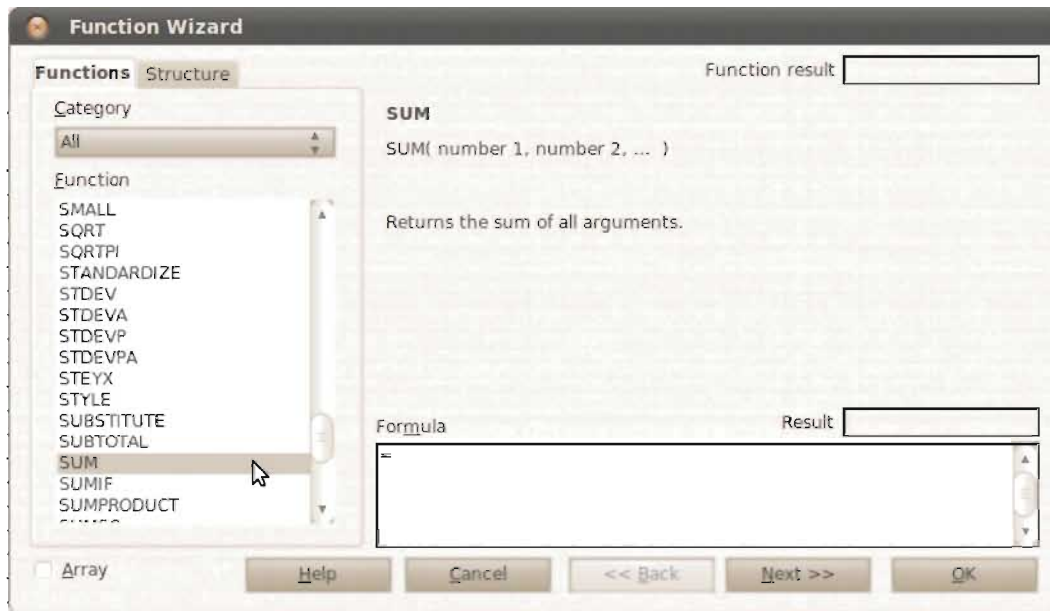 Function Wizard
Functions Structure
Function result
Category
All
Function
SMALL
SQRT
SQRTPI
STANDARDIZE
STDEV
STDEVA
STDEVP
STDEVPA
STEYX
STYLE
SUBSTITUTE
SUBTOTAL
SUM
SUMIF
SUMPRODUCT
SUM
SUM( number 1, number 2, ... )
Returns the sum of all arguments.
Formula
Result
=
Array
Help
Cancel
<< Back
Next >>
OK